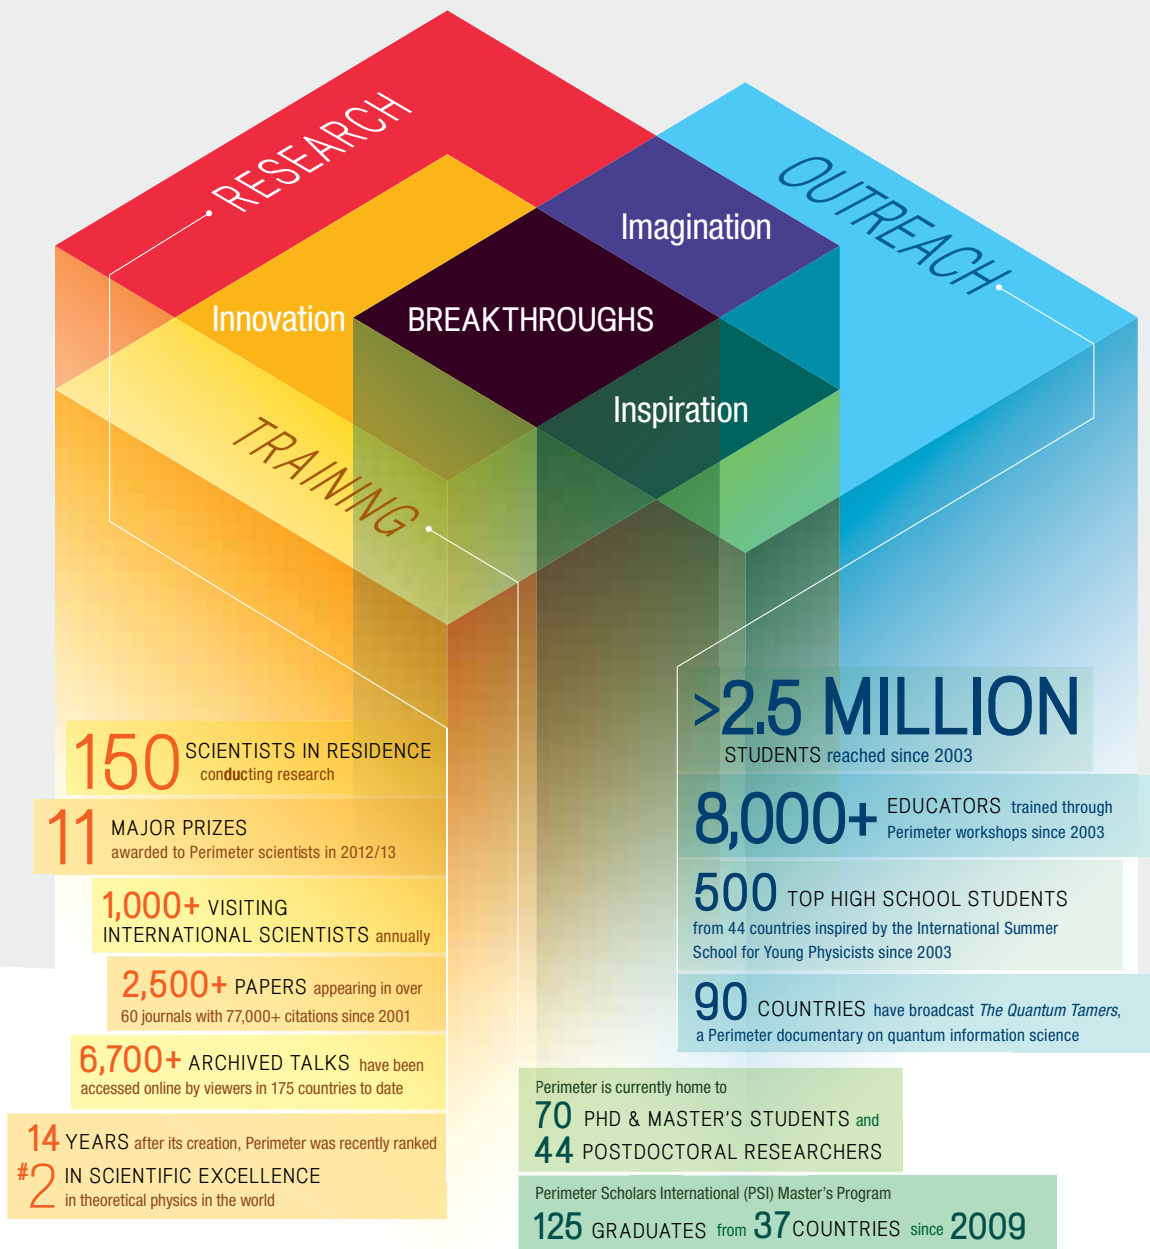 RESEARCH
OUTREACH
Imagination
Innovation
BREAKTHROUGHS
Inspiration
TRAINING
150 SCIENTISTS IN RESIDENCE
conducting research
11 MAJOR PRIZES
awarded to Perimeter scientists in 2012/13
1,000+ VISITING
INTERNATIONAL SCIENTISTS annually
2,500+ PAPERS appearing in over
60 journals with 77,000+ citations since 2001
6,700+ ARCHIVED TALKS have been
accessed online by viewers in 175 countries to date
14 YEARS after its creation, Perimeter was recently ranked
#2 IN SCIENTIFIC EXCELLENCE
in theoretical physics in the world
>2.5 MILLION
STUDENTS reached since 2003
8,000+ EDUCATORS trained through
Perimeter workshops since 2003
500 TOP HIGH SCHOOL STUDENTS
from 44 countries inspired by the International Summer
School for Young Physicists since 2003
90 COUNTRIES have broadcast The Quantum Tamers,
a Perimeter documentary on quantum information science
Perimeter is currently home to
70 PHD & MASTER'S STUDENTS and
44 POSTDOCTORAL RESEARCHERS
Perimeter Scholars International (PSI) Master's Program
125 GRADUATES from 37 COUNTRIES since 2009